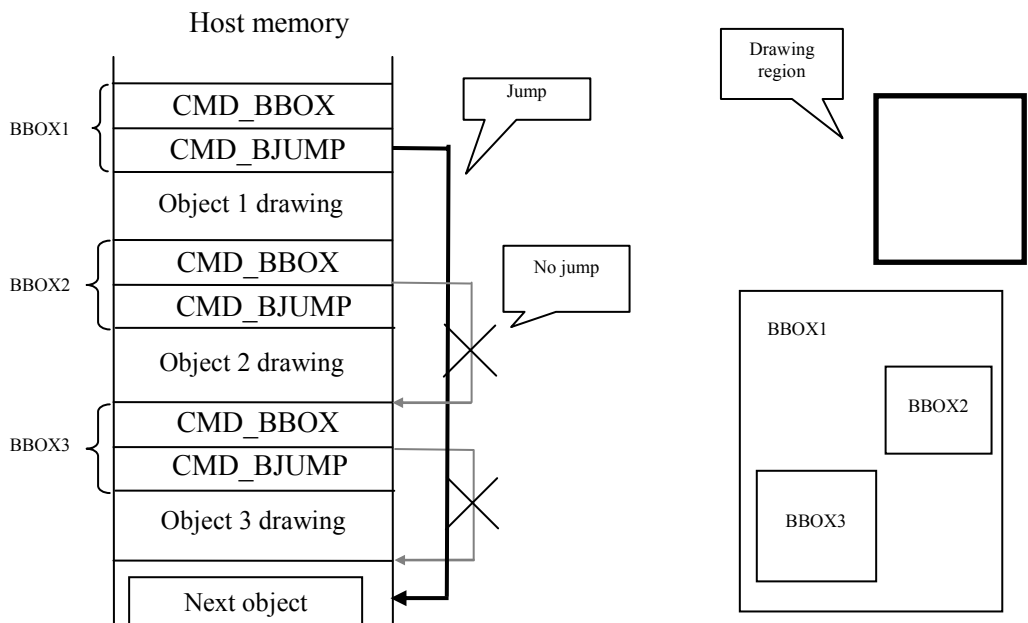 Host memory
BBOX1
CMD_BBOX
CMD_BJUMP
Object 1 drawing
BBOX2
CMD_BBOX
CMD_BJUMP
Object 2 drawing
BBOX3
CMD_BBOX
CMD_BJUMP
Object 3 drawing
Next object
Jump
No jump
Drawing
region
BBOX1
BBOX2
BBOX3